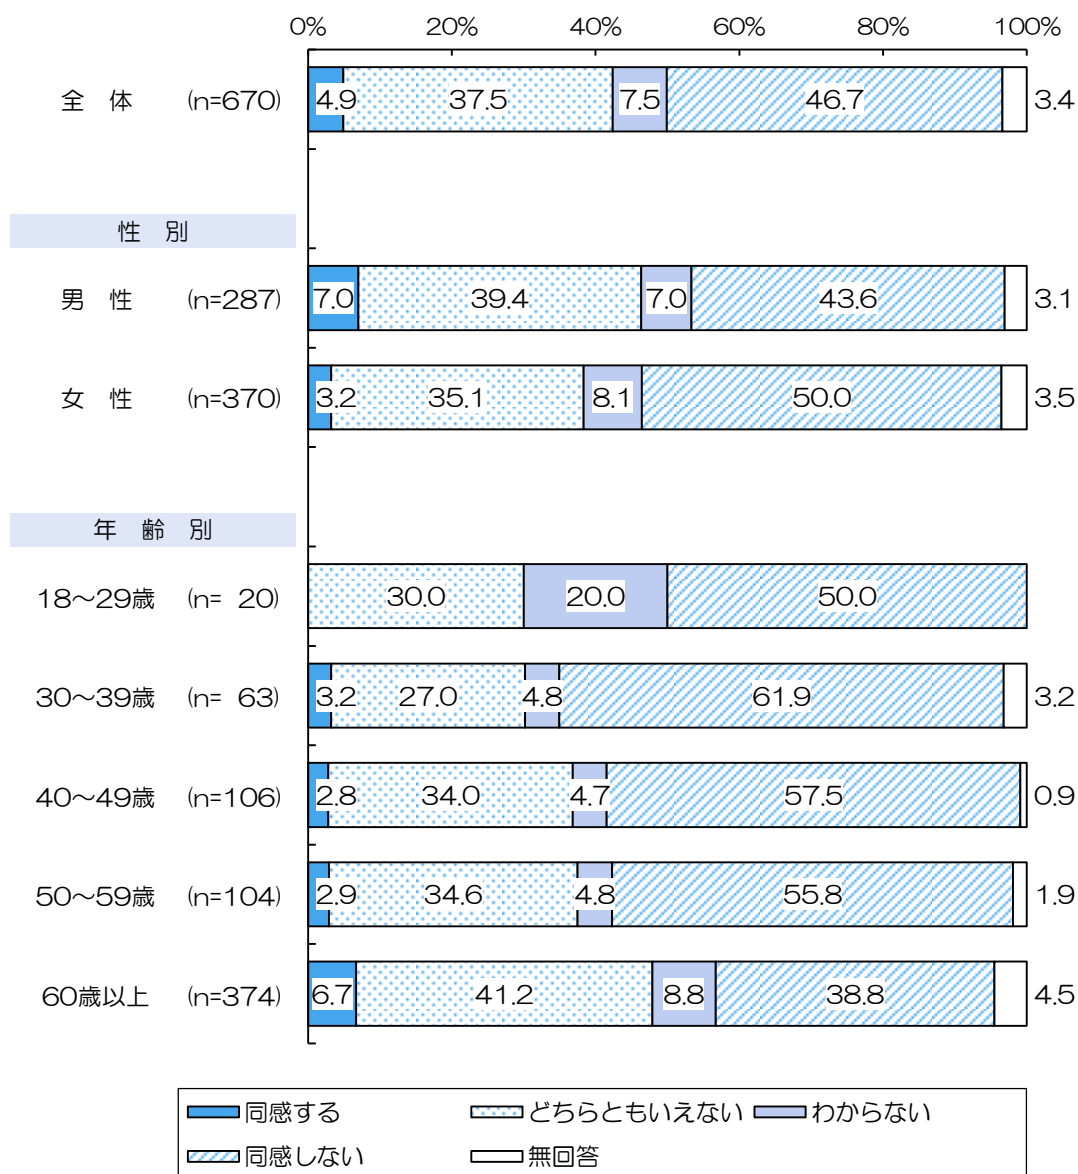 0% 20% 40% 60% 80% 100%
全 体 (n=670) 4.9 37.5 7.5 46.7 3.4
性 別
男 性 (n=287) 7.0 39.4 7.0 43.6 3.1
女 性 (n=370) 3.2 35.1 8.1 50.0 3.5
年 齢 別
18～29歳 (n= 20) 30.0 20.0 50.0
30～39歳 (n= 63) 3.2 27.0 4.8 61.9 3.2
40～49歳 (n=106) 2.8 34.0 4.7 57.5 0.9
50～59歳 (n=104) 2.9 34.6 4.8 55.8 1.9
60歳以上 (n=374) 6.7 41.2 8.8 38.8 4.5
同感する どちらともいえない わからない
同感しない 無回答